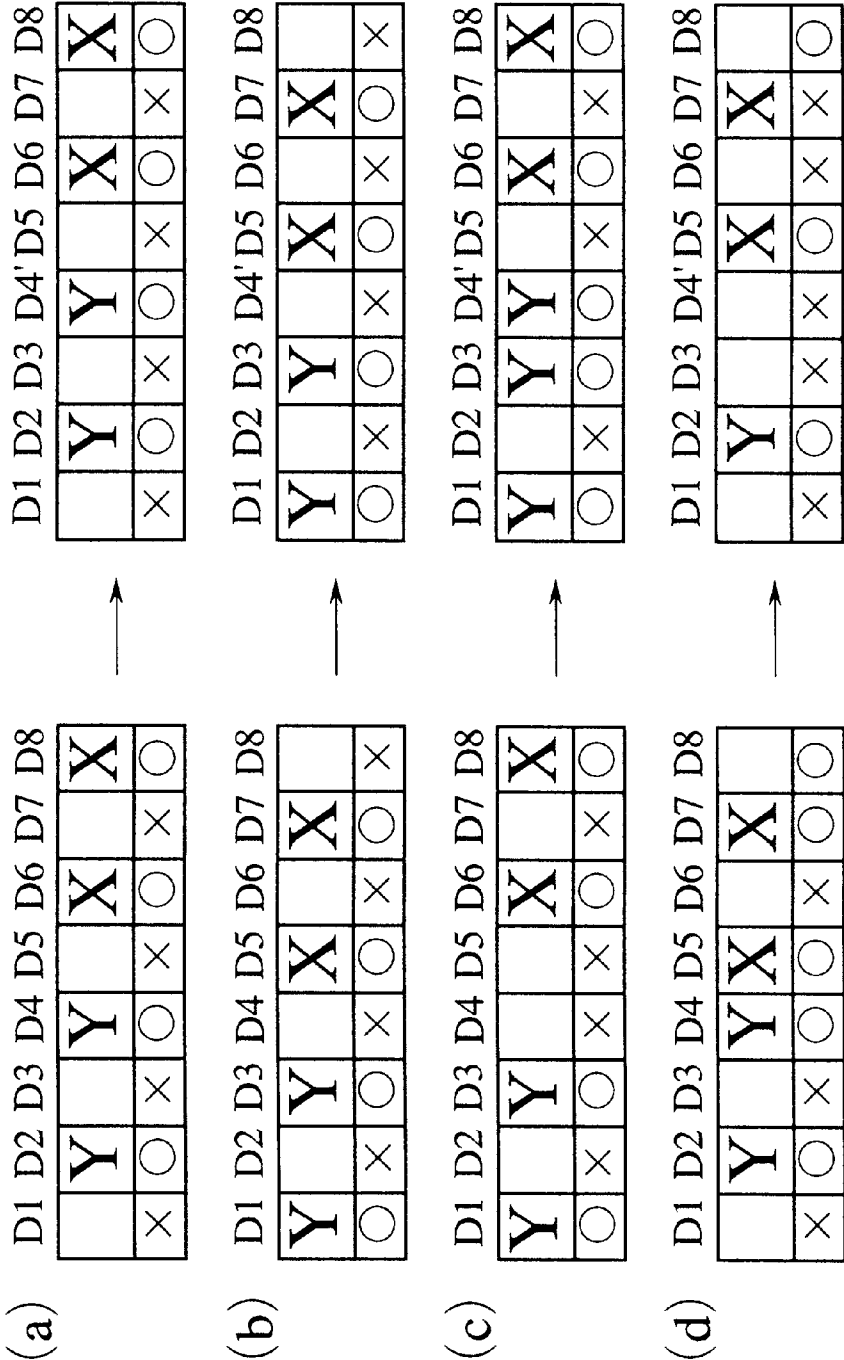 (a) D1 D2 D3 D4 D5 D6 D7 D8 → D1 D2 D3 D4' D5 D6 D7 D8
Y Y X X Y Y X X
× ○ × ○ × ○ × ○ × ○ × ○ × ○ × ○
(b) D1 D2 D3 D4 D5 D6 D7 D8 → D1 D2 D3 D4' D5 D6 D7 D8
Y Y X X Y Y X X
○ × ○ × ○ × ○ × ○ × ○ × ○ × ○ ×
(c) D1 D2 D3 D4 D5 D6 D7 D8 → D1 D2 D3 D4' D5 D6 D7 D8
Y Y X X Y Y Y X X
○ × ○ × × ○ × ○ ○ × ○ ○ × ○ × ○
(d) D1 D2 D3 D4 D5 D6 D7 D8 → D1 D2 D3 D4' D5 D6 D7 D8
Y Y X X Y X X
× ○ × ○ ○ × ○ ○ × ○ × × ○ × × ○